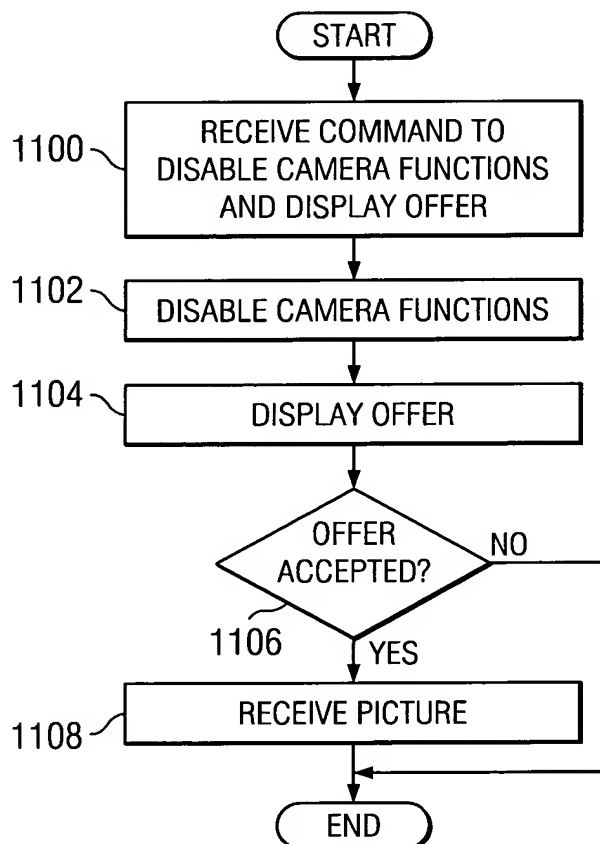 START
1100
RECEIVE COMMAND TO
DISABLE CAMERA FUNCTIONS
AND DISPLAY OFFER
1102
DISABLE CAMERA FUNCTIONS
1104
DISPLAY OFFER
OFFER
ACCEPTED?
NO
1106
YES
1108
RECEIVE PICTURE
END